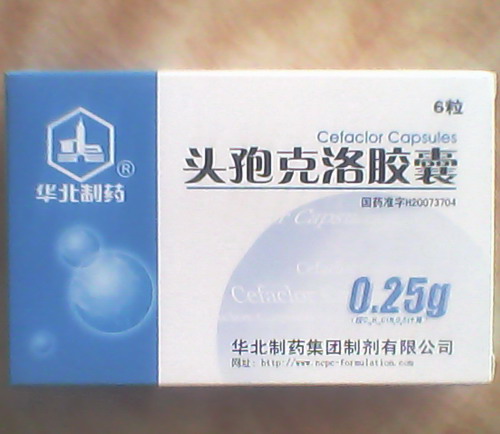 6粒
Cefaclor Capsules
头孢克洛胶囊
国药准字H20073704
华北制药®
Cefaclor Capsules
0.25g
华北制药集团制剂有限公司
网址：http://www.ncpc-formulation.com